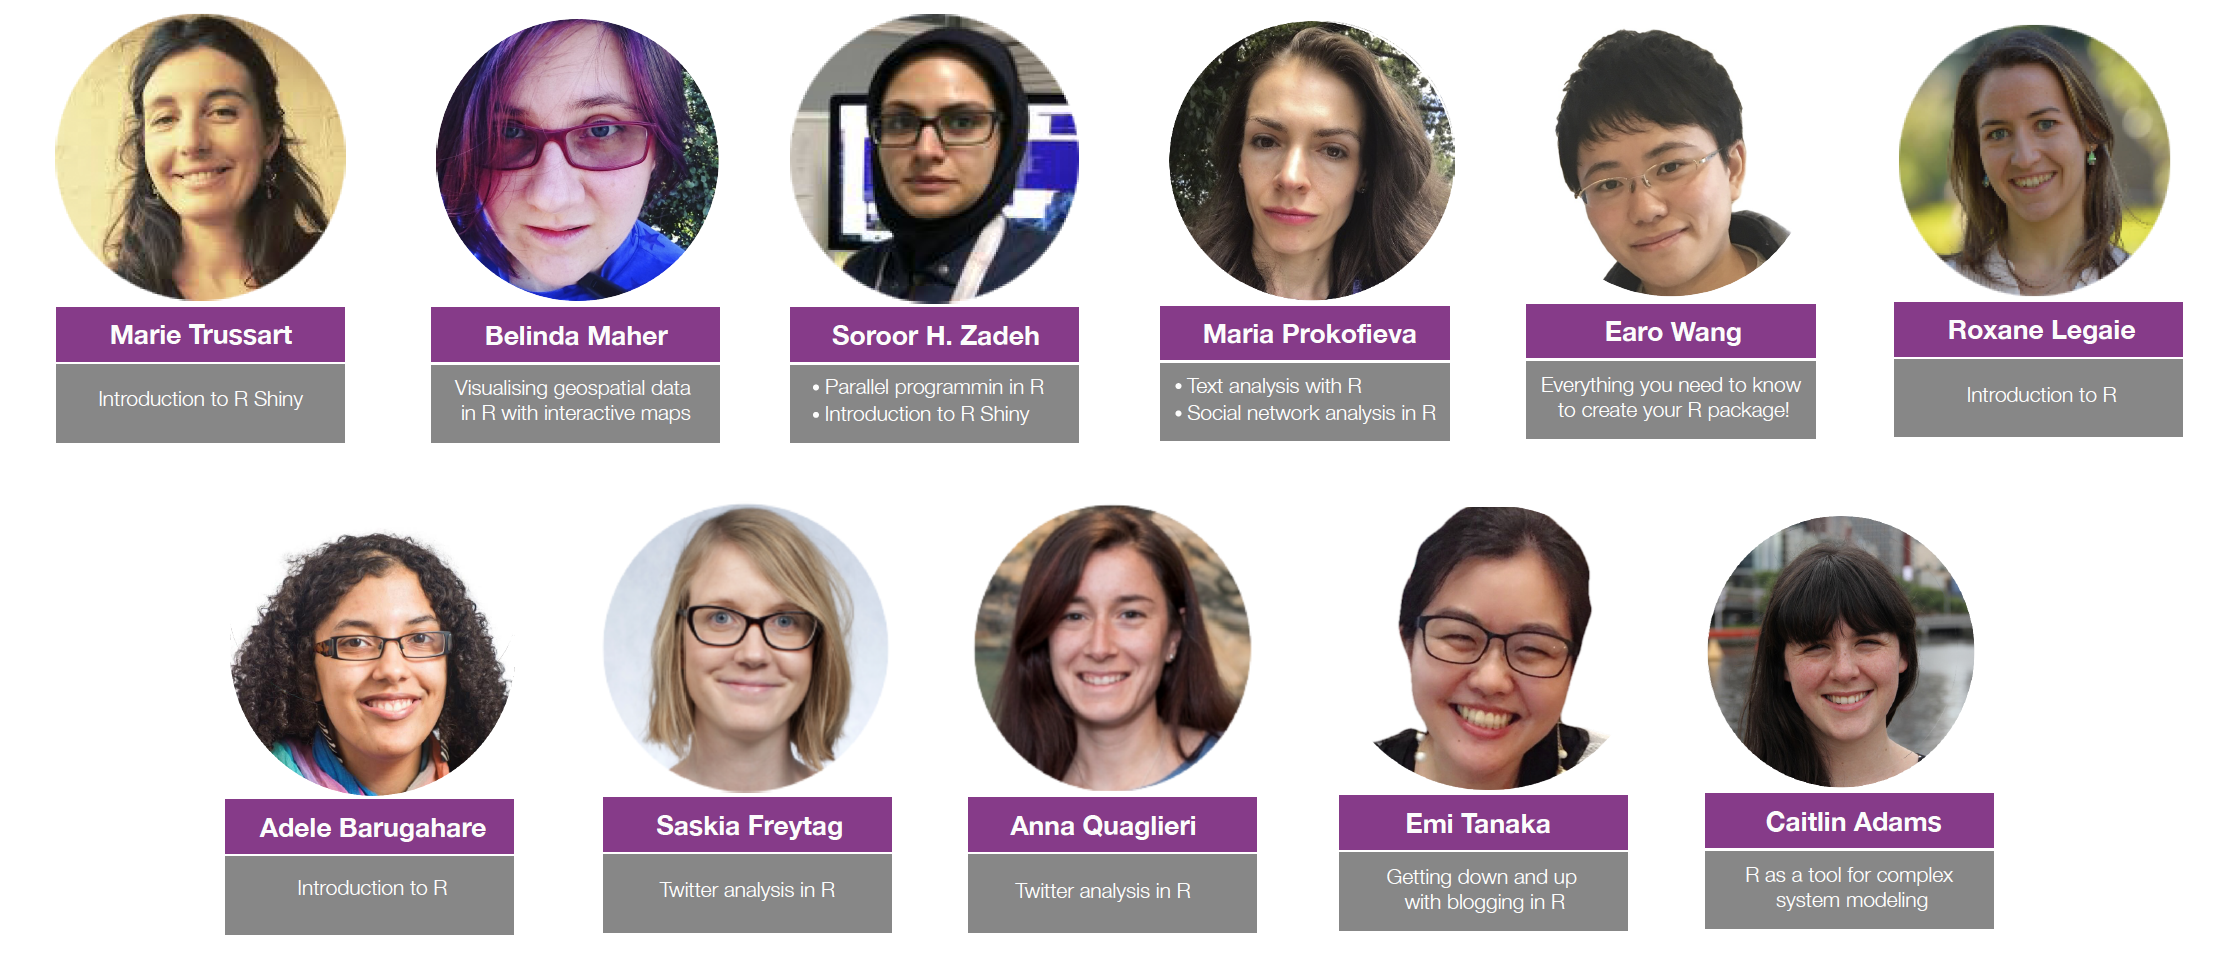 Marie Trussart
Introduction to R Shiny
Belinda Maher
Visualising geospatial data
in R with interactive maps
Soroor H. Zadeh
• Parallel programmin in R
• Introduction to R Shiny
Maria Prokofieva
• Text analysis with R
• Social network analysis in R
Earo Wang
Everything you need to know
to create your R package!
Roxane Legaie
Introduction to R
Adele Barugahare
Introduction to R
Saskia Freytag
Twitter analysis in R
Anna Quaglieri
Twitter analysis in R
Emi Tanaka
Getting down and up
with blogging in R
Caitlin Adams
R as a tool for complex
system modeling